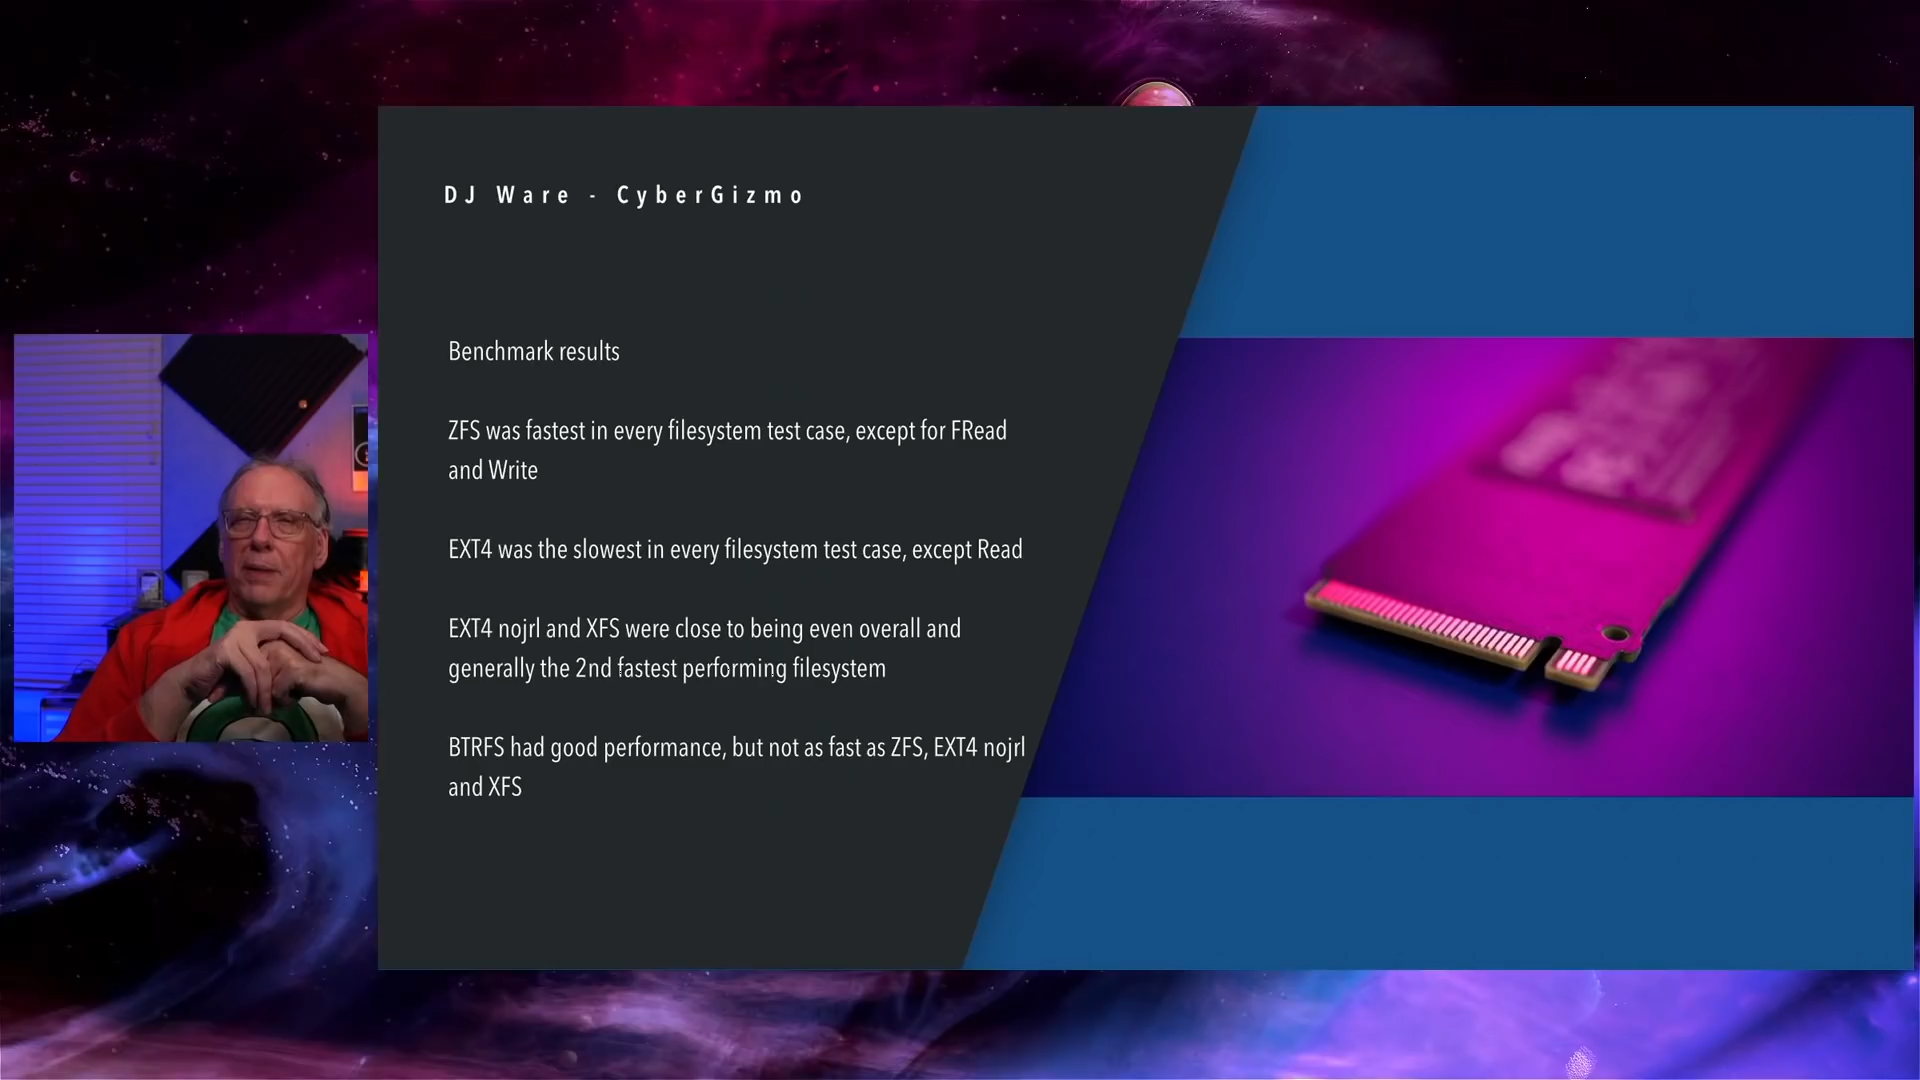 DJ Ware - CyberGizmo
Benchmark results
ZFS was fastest in every filesystem test case, except for FRead
and Write
EXT4 was the slowest in every filesystem test case, except Read
EXT4 nojrl and XFS were close to being even overall and
generally the 2nd fastest performing filesystem
BTRFS had good performance, but not as fast as ZFS, EXT4 nojrl
and XFS